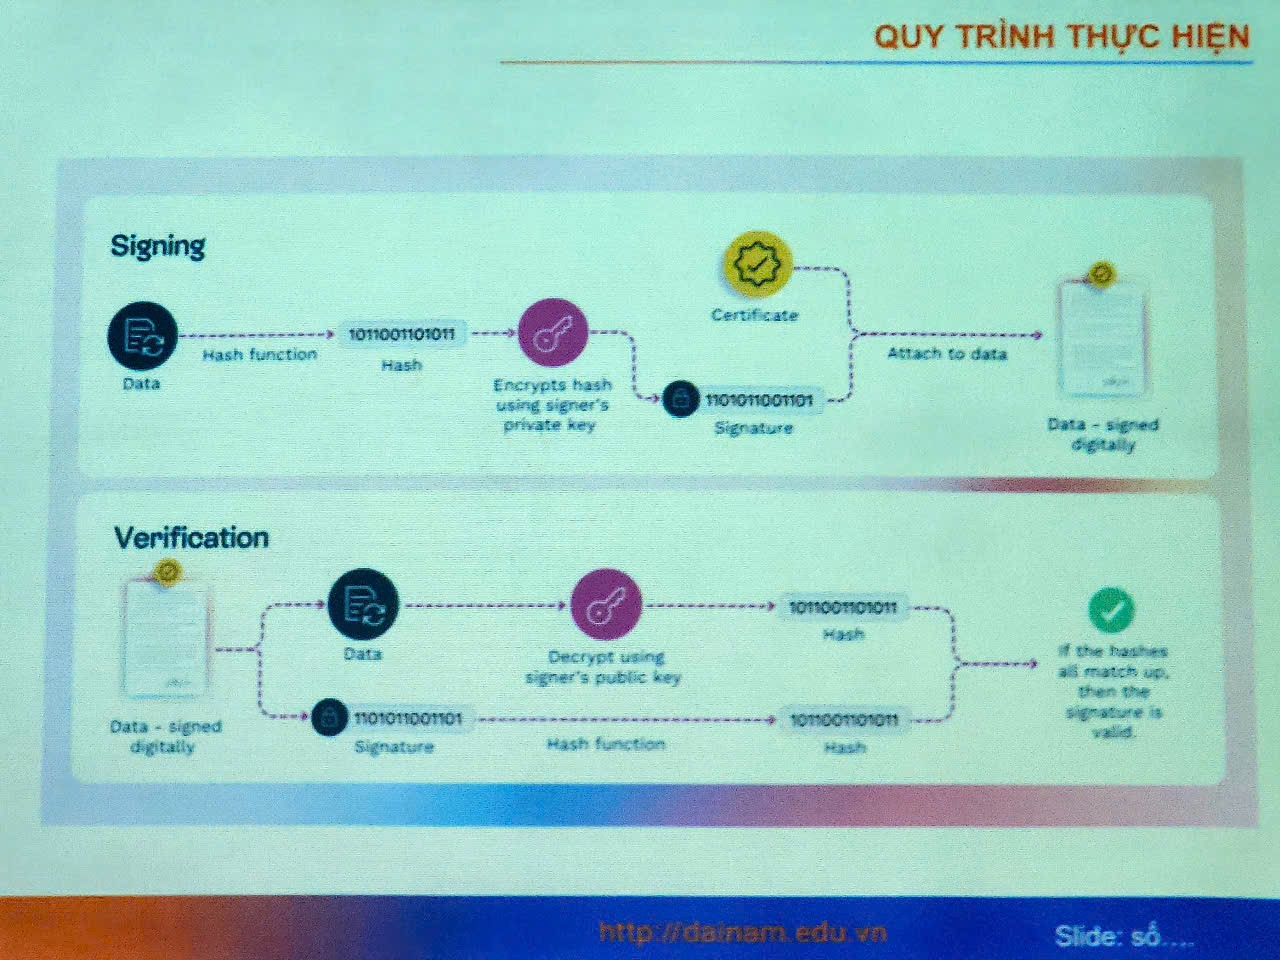 QUY TRÌNH THỰC HIỆN
Signing
Certificate
1011001101011
Hash function
Hash
Data
Encrypts hash
using signer's
private key
1101011001101
Signature
Attach to data
Data - signed
digitally
Verification
Data
Decrypt using
signer's public key
1011001101011
Hash
Data - signed
digitally
1101011001101
Signature
Hash function
1011001101011
Hash
If the hashes
all match up,
then the
signature is
valid.
http://dainam.edu.vn
Slide: số....